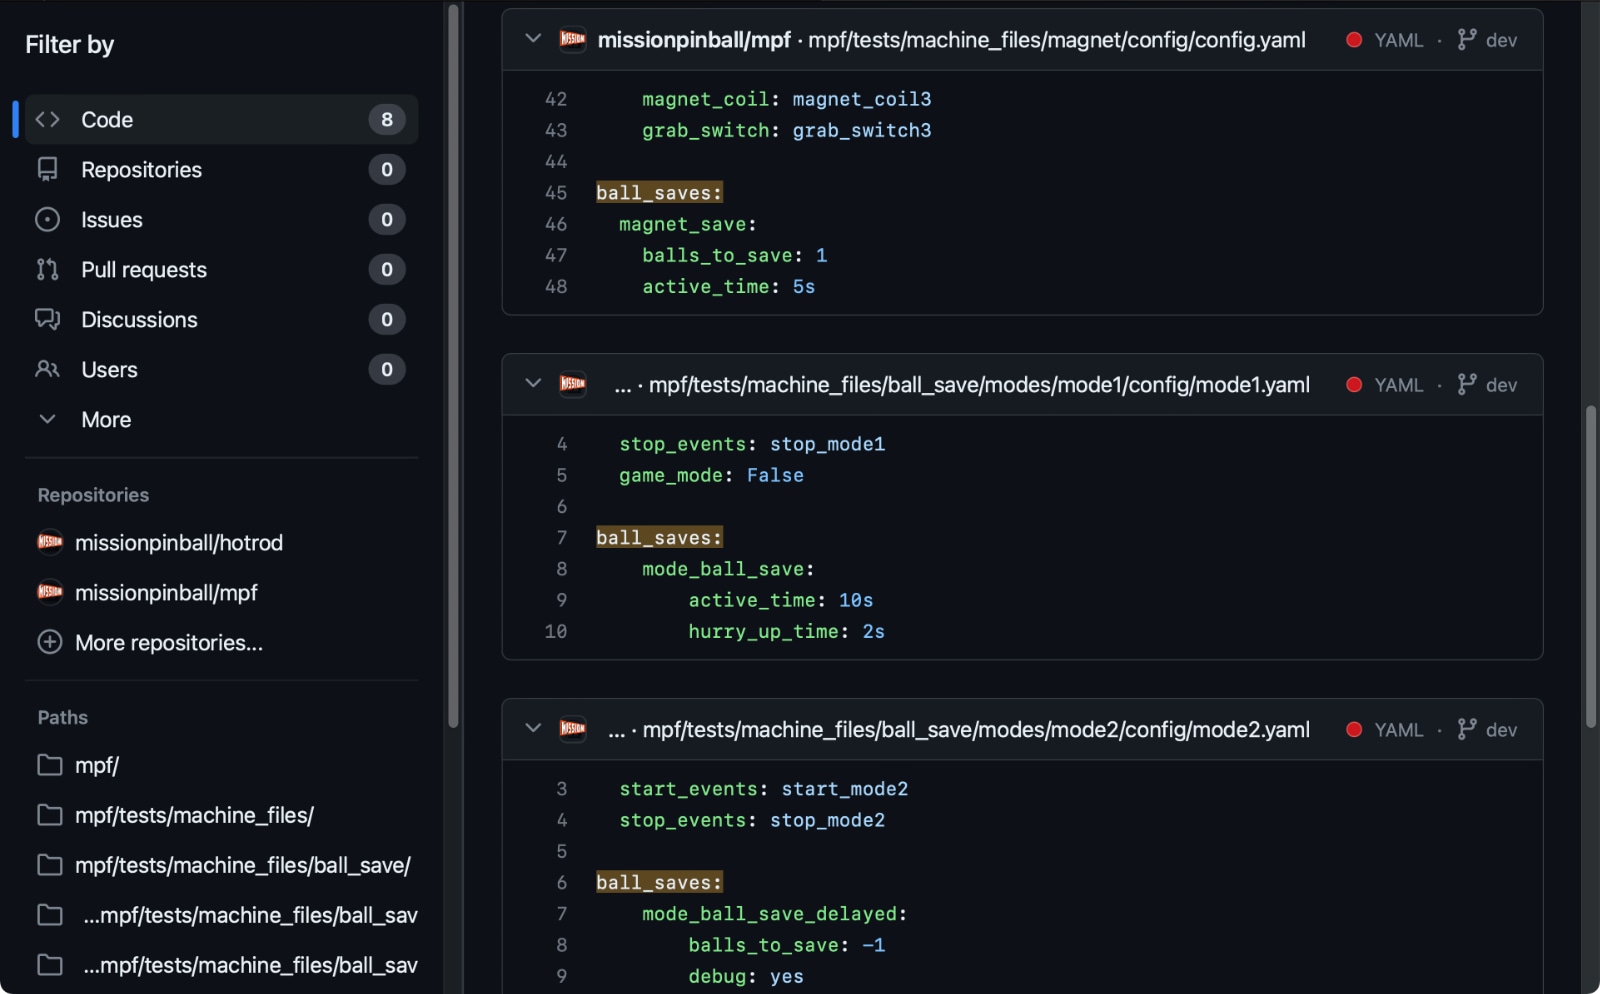 Filter by
Code 8
Repositories 0
Issues 0
Pull requests 0
Discussions 0
Users 0
More
Repositories
missionpinball/hotrod
missionpinball/mpf
More repositories...
Paths
mpf/
mpf/tests/machine_files/
mpf/tests/machine_files/ball_save/
...mpf/tests/machine_files/ball_sav
...mpf/tests/machine_files/ball_sav
MISSION missionpinball/mpf · mpf/tests/machine_files/magnet/config/config.yaml YAML · dev
42 magnet_coil: magnet_coil3
43 grab_switch: grab_switch3
44
45 ball_saves:
46 magnet_save:
47 balls_to_save: 1
48 active_time: 5s
MISSION ... · mpf/tests/machine_files/ball_save/modes/mode1/config/mode1.yaml YAML · dev
4 stop_events: stop_mode1
5 game_mode: False
6
7 ball_saves:
8 mode_ball_save:
9 active_time: 10s
10 hurry_up_time: 2s
MISSION ... · mpf/tests/machine_files/ball_save/modes/mode2/config/mode2.yaml YAML · dev
3 start_events: start_mode2
4 stop_events: stop_mode2
5
6 ball_saves:
7 mode_ball_save_delayed:
8 balls_to_save: -1
9 debug: yes